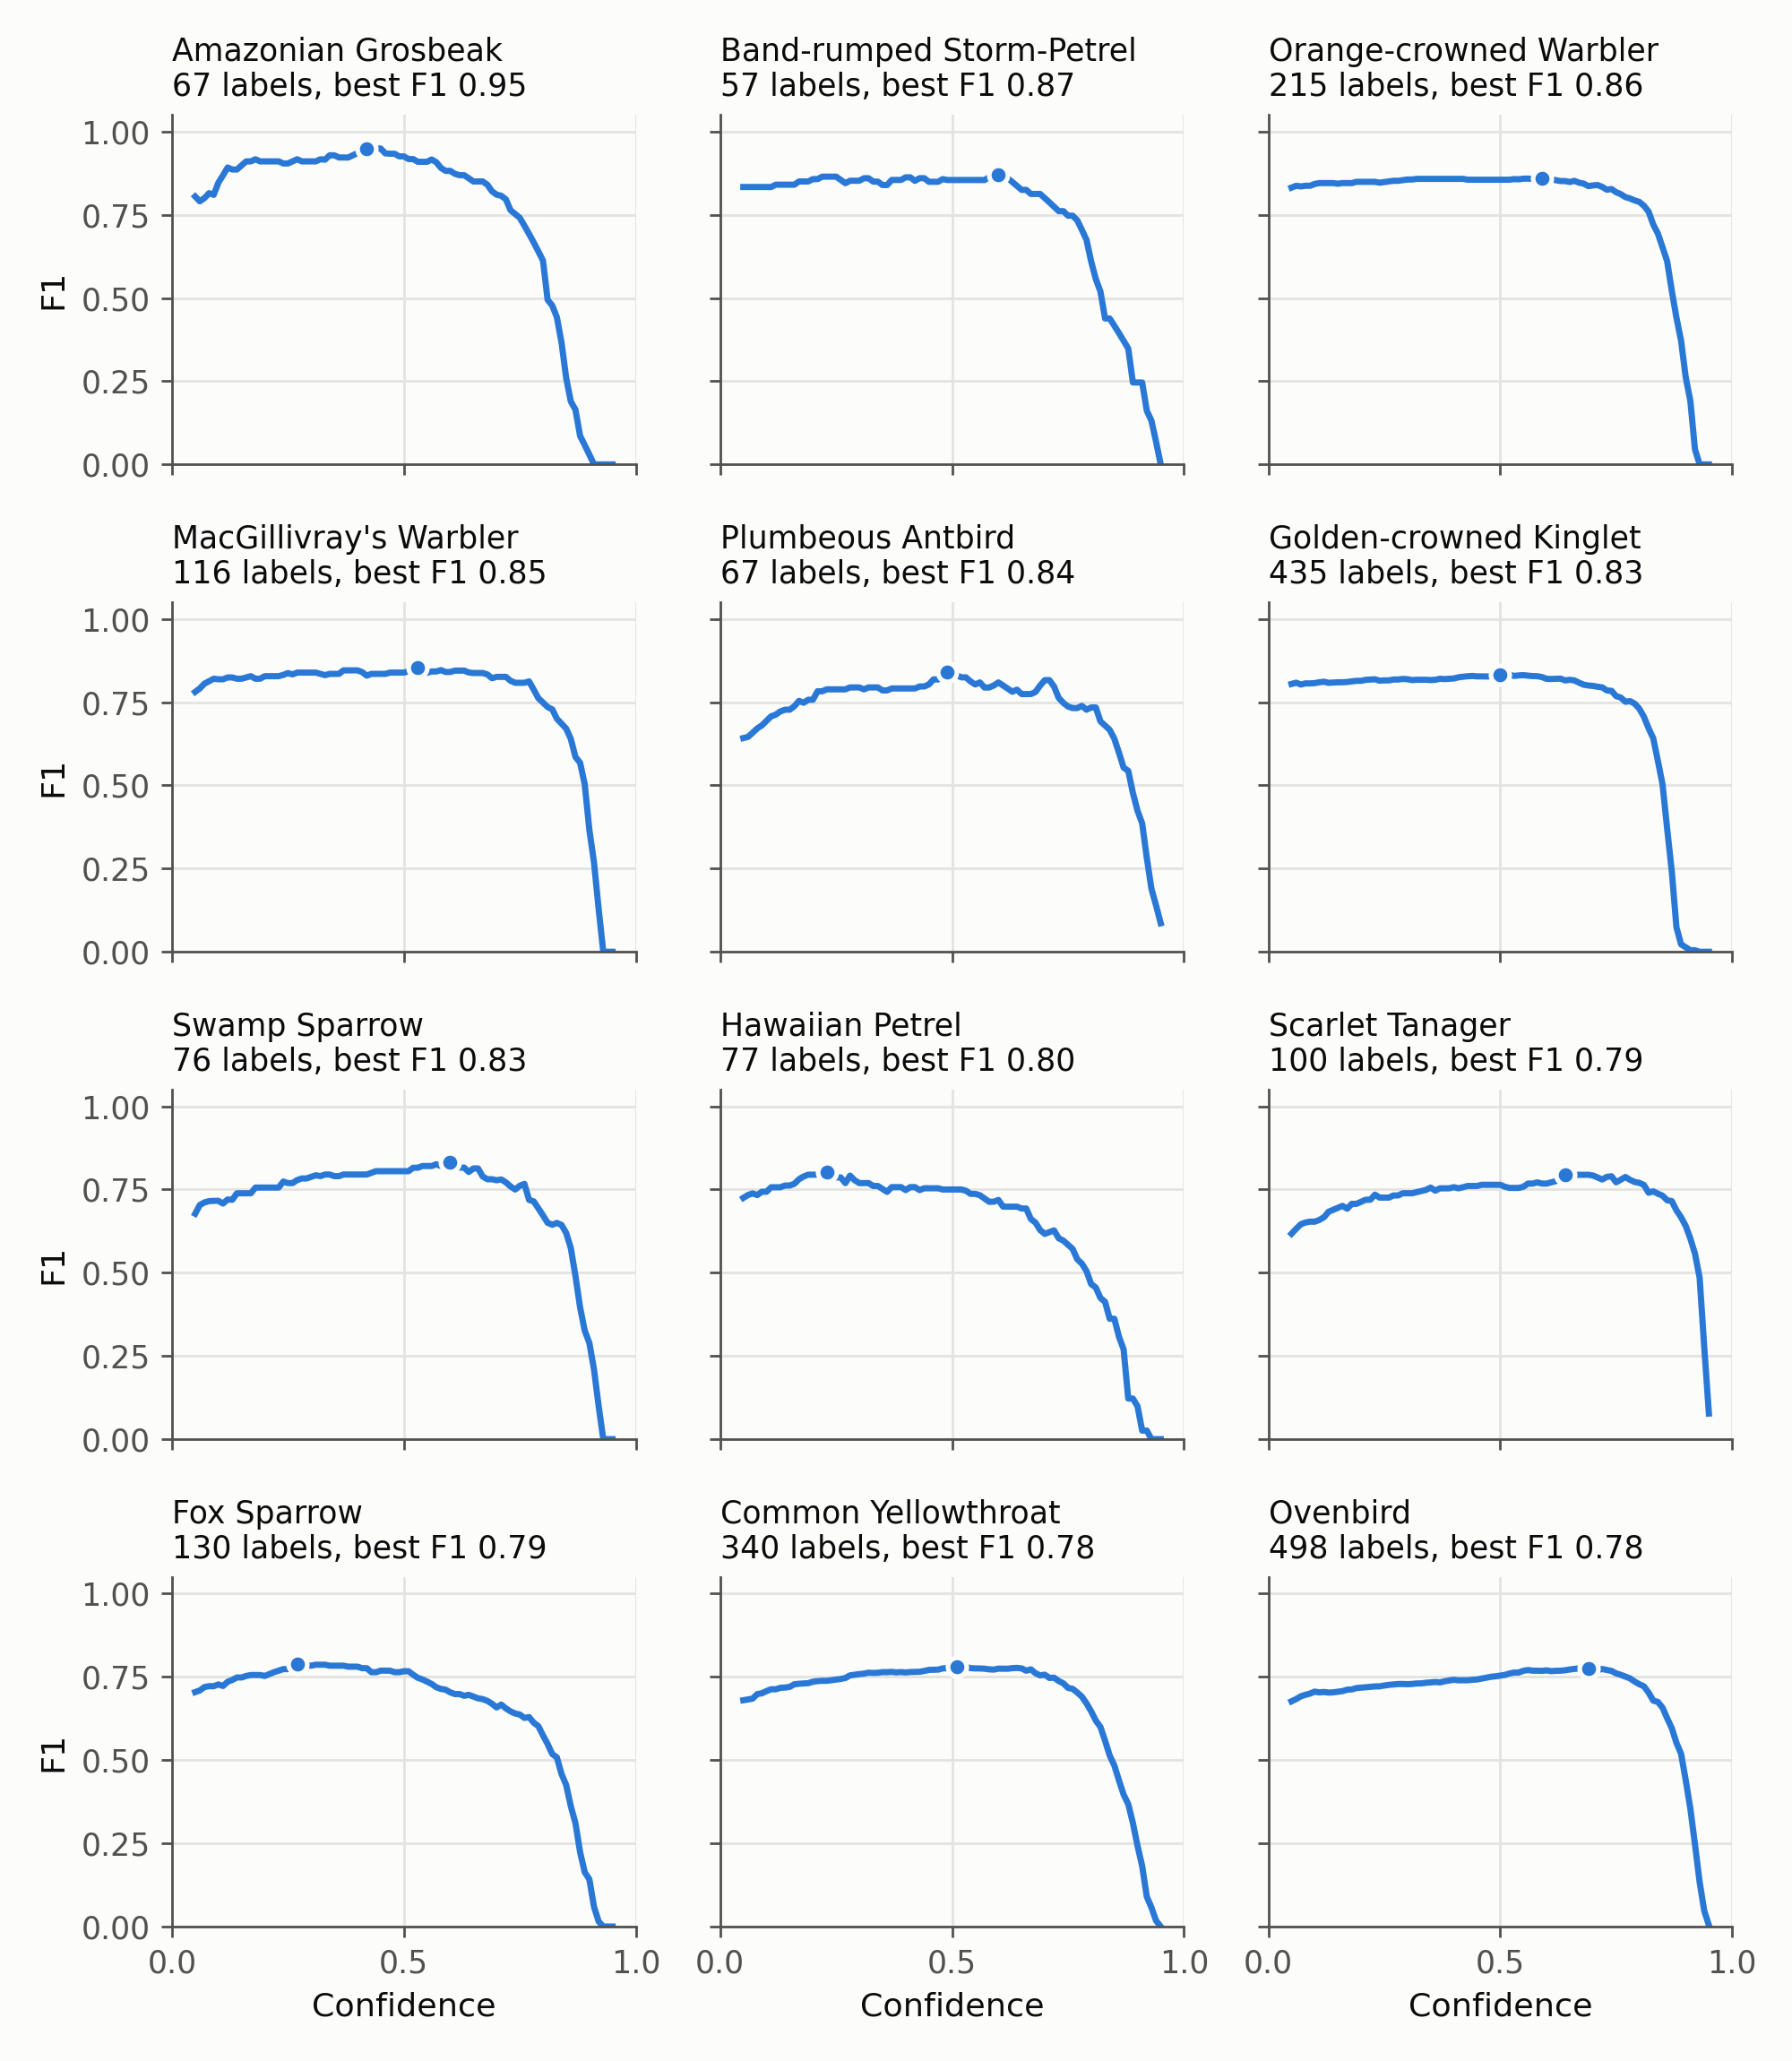 Amazonian Grosbeak
67 labels, best F1 0.95
Band-rumped Storm-Petrel
57 labels, best F1 0.87
Orange-crowned Warbler
215 labels, best F1 0.86
1.00
0.75
0.50
0.25
0.00
F1
MacGillivray's Warbler
116 labels, best F1 0.85
Plumbeous Antbird
67 labels, best F1 0.84
Golden-crowned Kinglet
435 labels, best F1 0.83
1.00
0.75
0.50
0.25
0.00
F1
Swamp Sparrow
76 labels, best F1 0.83
Hawaiian Petrel
77 labels, best F1 0.80
Scarlet Tanager
100 labels, best F1 0.79
1.00
0.75
0.50
0.25
0.00
F1
Fox Sparrow
130 labels, best F1 0.79
Common Yellowthroat
340 labels, best F1 0.78
Ovenbird
498 labels, best F1 0.78
1.00
0.75
0.50
0.25
0.00
F1
0.0 0.5 1.0
0.0 0.5 1.0
0.0 0.5 1.0
Confidence
Confidence
Confidence